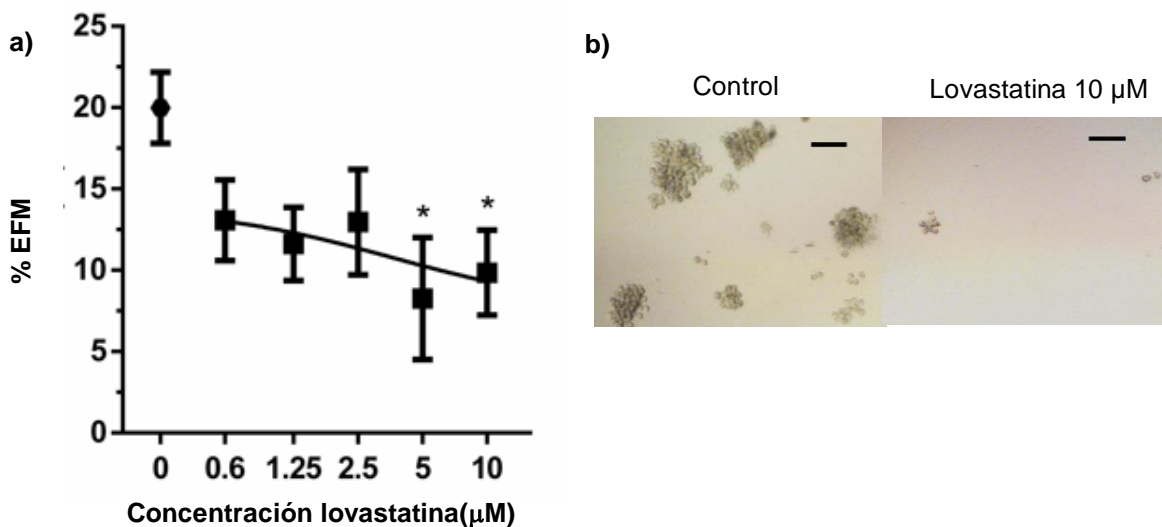 a)
b)
Control
Lovastatina 10 µM
25
20
15
10
5
0
% EFM
*
*
0 0.6 1.25 2.5 5 10
Concentración lovastatina(µM)